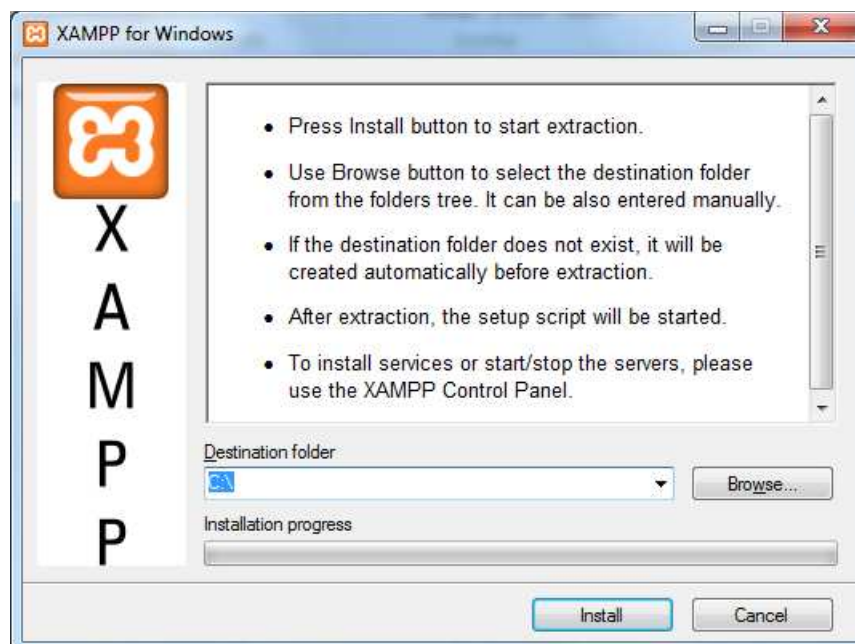 XAMPP for Windows
X
A
M
P
P
• Press Install button to start extraction.
• Use Browse button to select the destination folder
from the folders tree. It can be also entered manually.
• If the destination folder does not exist, it will be
created automatically before extraction.
• After extraction, the setup script will be started.
• To install services or start/stop the servers, please
use the XAMPP Control Panel.
Destination folder
C:\
Browse...
Installation progress
Install
Cancel